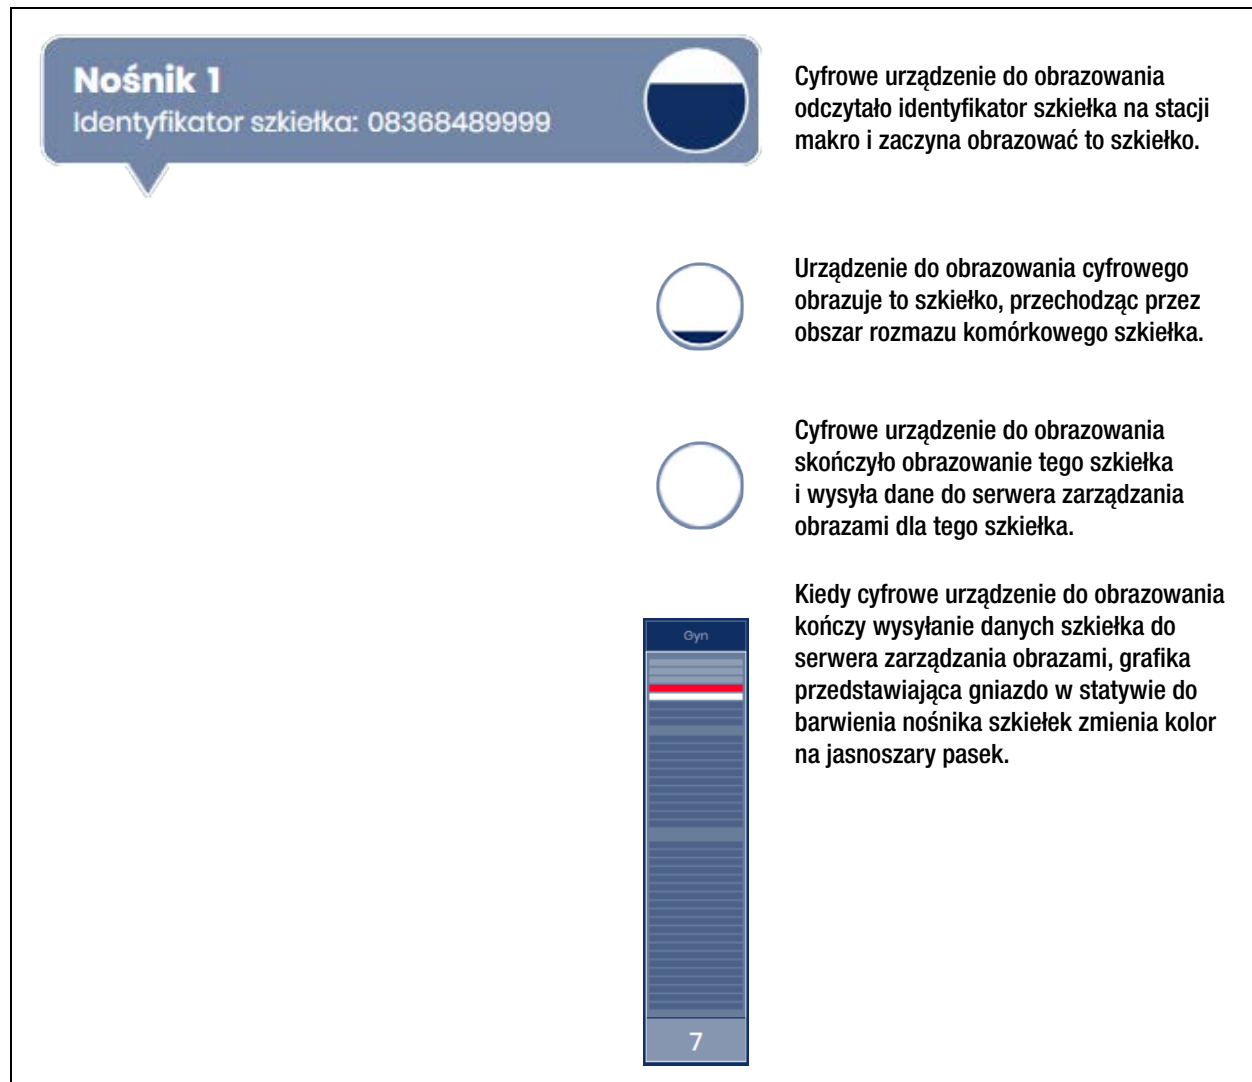 Nośnik 1
Identyfikator szkiełka: 08368489999
Cyfrowe urządzenie do obrazowania
odczytało identyfikator szkiełka na stacji
makro i zaczyna obrazować to szkiełko.
Urządzenie do obrazowania cyfrowego
obrazuje to szkiełko, przechodząc przez
obszar rozmazu komórkowego szkiełka.
Cyfrowe urządzenie do obrazowania
skończyło obrazowanie tego szkiełka
i wysyła dane do serwera zarządzania
obrazami dla tego szkiełka.
Kiedy cyfrowe urządzenie do obrazowania
kończy wysyłanie danych szkiełka do
serwera zarządzania obrazami, grafika
przedstawiająca gniazdo w statywie do
barwienia nośnika szkiełek zmienia kolor
na jasnoszary pasek.
Gyn
7